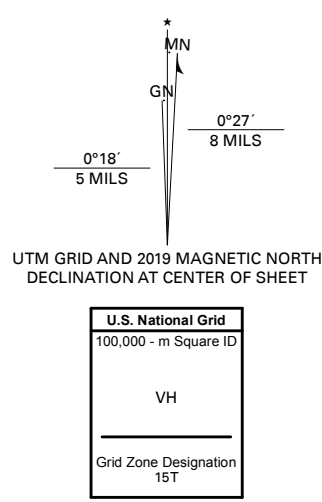 ★
MN
GN
0°27´
8 MILS
0°18´
5 MILS
UTM GRID AND 2019 MAGNETIC NORTH
DECLINATION AT CENTER OF SHEET
U.S. National Grid
100,000 - m Square ID
VH
Grid Zone Designation
15T